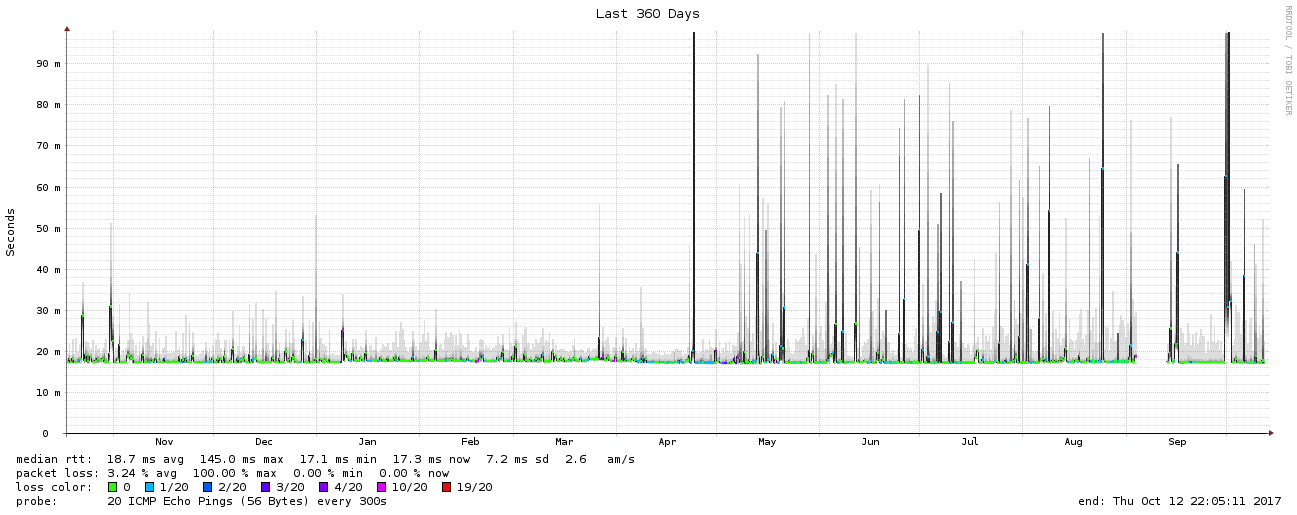 Last 360 Days
RRDTOOL / TOBI OETIKER
Seconds
90 m
80 m
70 m
60 m
50 m
40 m
30 m
20 m
10 m
0
Nov Dec Jan Feb Mar Apr May Jun Jul Aug Sep
median rtt: 18.7 ms avg 145.0 ms max 17.1 ms min 17.3 ms now 7.2 ms sd 2.6 am/s
packet loss: 3.24 % avg 100.00 % max 0.00 % min 0.00 % now
loss color: 0 1/20 2/20 3/20 4/20 10/20 19/20
probe: 20 ICMP Echo Pings (56 Bytes) every 300s end: Thu Oct 12 22:05:11 2017